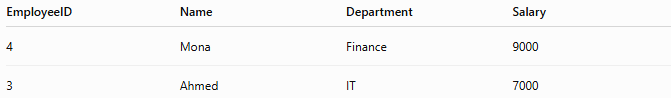 EmployeeID Name Department Salary
4 Mona Finance 9000
3 Ahmed IT 7000